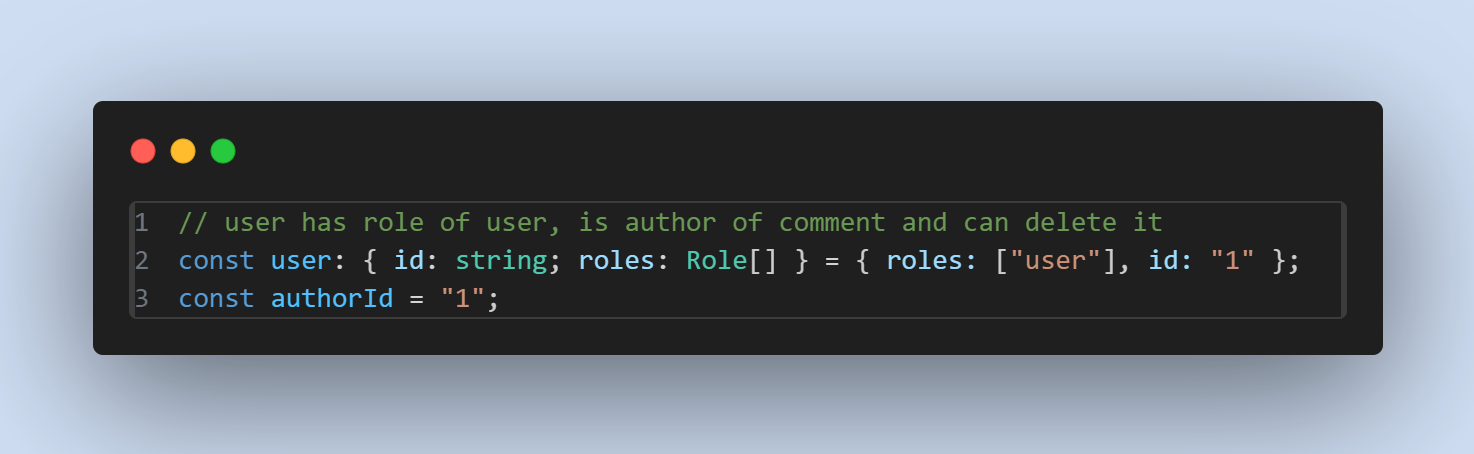 1 // user has role of user, is author of comment and can delete it
2 const user: { id: string; roles: Role[] } = { roles: ["user"], id: "1" };
3 const authorId = "1";